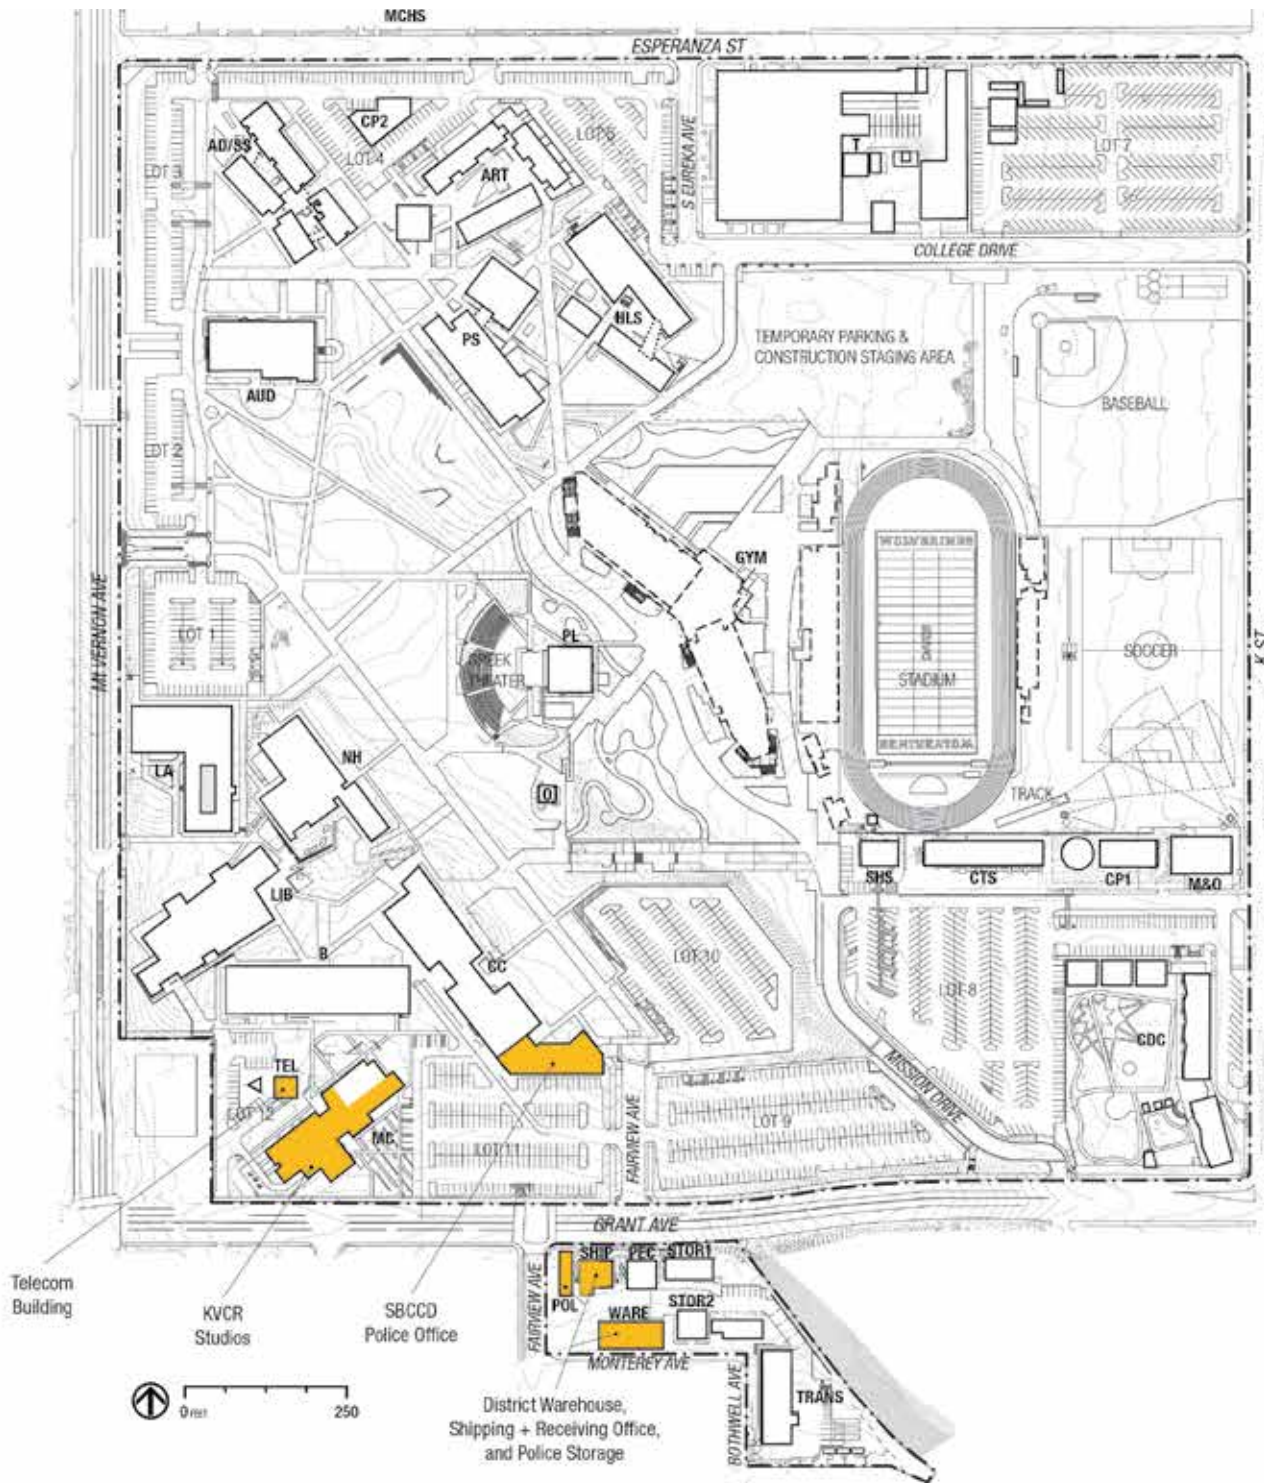 MCHS
ESPERANZA ST
CP2
AD/SS
LOT 3
LOT 4
LOT 5
ART
S EUREKA AVE
T
LOT 7
COLLEGE DRIVE
HLS
PS
AUD
TEMPORARY PARKING &
CONSTRUCTION STAGING AREA
BASEBALL
LOT 2
WOLVERINES
GYM
MT VERNON AVE
LOT 1
PL
GREEK
THEATER
STADIUM
SOCCER
K ST
NH
LA
O
TRACK
LIB
SHS
CTS
CP1
M&O
B
CC
LOT 10
LOT 8
CDC
TEL
LOT 12
MC
LOT 11
FAIRVIEW AVE
LOT 9
MISSION DRIVE
GRANT AVE
SHIP
PEC
STOR1
POL
WARE
STOR2
FAIRVIEW AVE
MONTEREY AVE
BOTHWELL AVE
TRANS
Telecom
Building
KVCR
Studios
SBCCD
Police Office
District Warehouse,
Shipping + Receiving Office,
and Police Storage
0 FEET
250